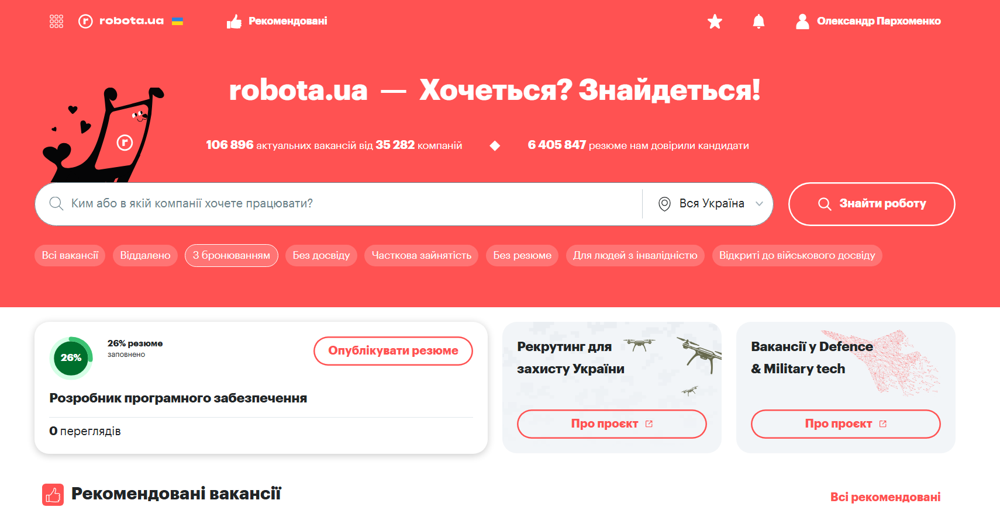 robota.ua
Рекомендовані
Олександр Пархоменко
robota.ua — Хочеться? Знайдеться!
106 896 актуальних вакансій від 35 282 компаній
6 405 847 резюме нам довірили кандидати
Ким або в якій компанії хочете працювати?
Вся Україна
Знайти роботу
Всі вакансії
Віддалено
З бронюванням
Без досвіду
Часткова зайнятість
Без резюме
Для людей з інвалідністю
Відкриті до військового досвіду
26%
26% резюме
заповнено
Опублікувати резюме
Розробник програмного забезпечення
0 переглядів
Рекрутинг для
захисту України
Про проєкт
Вакансії у Defence
& Military tech
Про проєкт
Рекомендовані вакансії
Всі рекомендовані